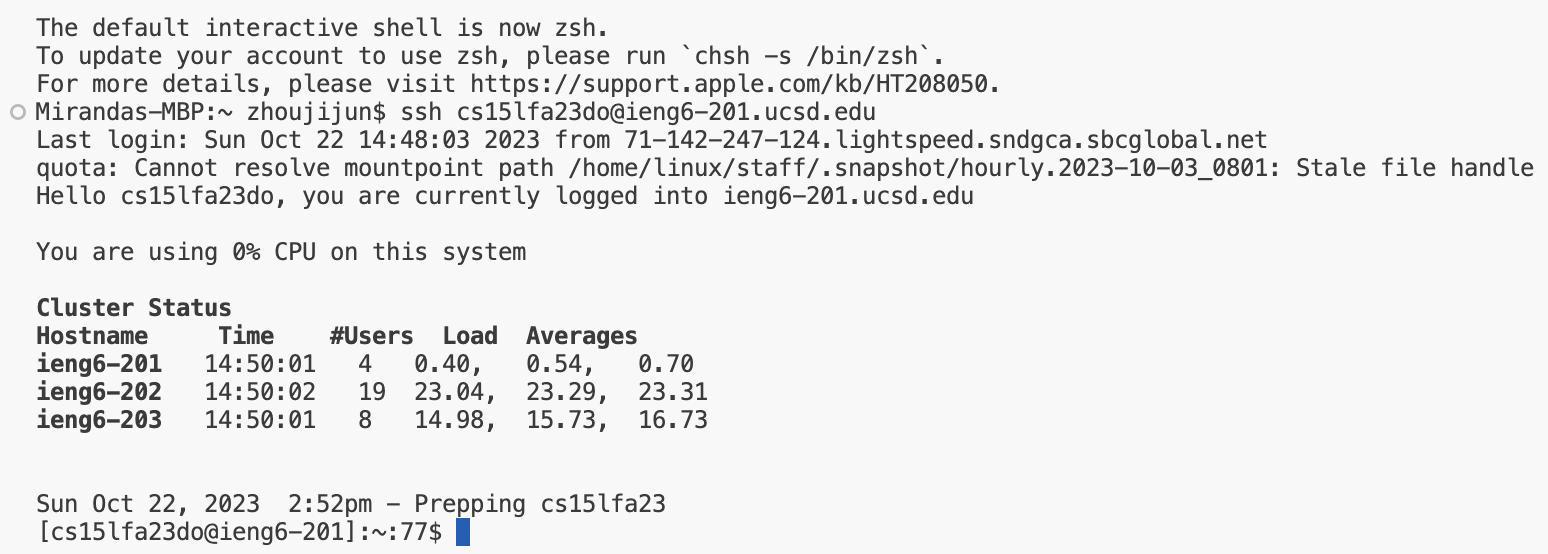 The default interactive shell is now zsh.
To update your account to use zsh, please run `chsh -s /bin/zsh`.
For more details, please visit https://support.apple.com/kb/HT208050.
Mirandas-MBP:~ zhoujijun$ ssh cs15lfa23do@ieng6-201.ucsd.edu
Last login: Sun Oct 22 14:48:03 2023 from 71-142-247-124.lightspeed.sndgca.sbcglobal.net
quota: Cannot resolve mountpoint path /home/linux/staff/.snapshot/hourly.2023-10-03_0801: Stale file handle
Hello cs15lfa23do, you are currently logged into ieng6-201.ucsd.edu

You are using 0% CPU on this system

Cluster Status
Hostname     Time    #Users  Load  Averages
ieng6-201   14:50:01   4   0.40,   0.54,   0.70
ieng6-202   14:50:02   19  23.04,  23.29,  23.31
ieng6-203   14:50:01   8   14.98,  15.73,  16.73

Sun Oct 22, 2023  2:52pm - Prepping cs15lfa23
[cs15lfa23do@ieng6-201]:~:77$